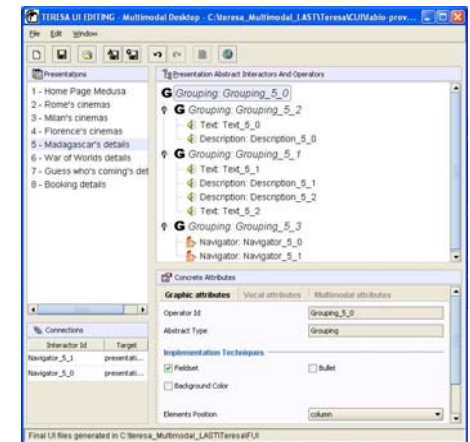 TERESA UI EDITING - Multimodal Desktop - C:\teresa_Multimodal_LAST\Teresa\CUI\fabio-prov...
File Edit Window
Presentations
1 - Home Page Medusa
2 - Rome's cinemas
3 - Milan's cinemas
4 - Florence's cinemas
5 - Madagascar's details
6 - War of Worlds details
7 - Guess who's coming's det
8 - Booking details
Connections
Interactor Id Target
Navigator_5_1 presentati...
Navigator_5_0 presentati...
Presentation Abstract Interactors And Operators
G Grouping: Grouping_5_0
G Grouping: Grouping_5_2
Text: Text_5_0
Description: Description_5_0
G Grouping: Grouping_5_1
Text: Text_5_1
Description: Description_5_1
Description: Description_5_2
Text: Text_5_2
G Grouping: Grouping_5_3
Navigator: Navigator_5_0
Navigator: Navigator_5_1
Concrete Attributes
Graphic attributes Vocal attributes Multimodal attributes
Operator Id Grouping_5_0
Abstract Type Grouping
Implementation Techniques
Fieldset Bullet
Background Color
Elements Position column
Final UI files generated in C:\teresa_Multimodal_LAST\Teresa\FUI